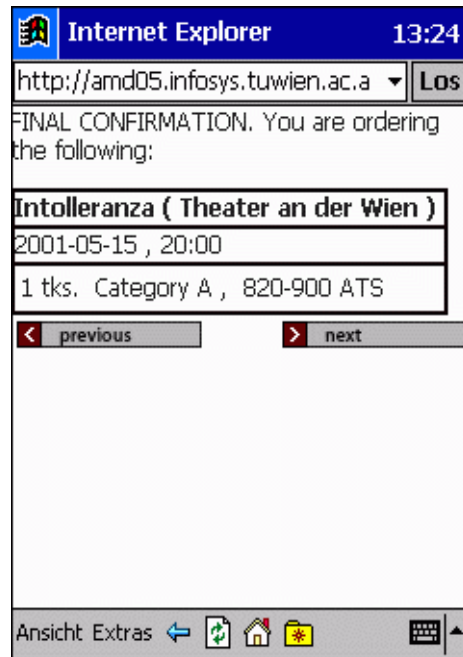 Internet Explorer 13:24
http://amd05.infosys.tuwien.ac.a Los
FINAL CONFIRMATION. You are ordering
the following:
Intolleranza ( Theater an der Wien )
2001-05-15 , 20:00
1 tks. Category A , 820-900 ATS
previous next
Ansicht Extras